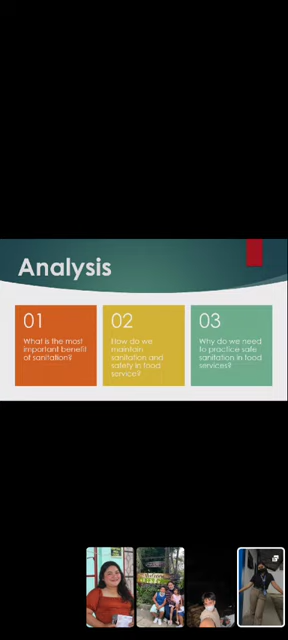 Analysis
01
What is the most
important benefit
of sanitation?
02
How do we
maintain
sanitation and
safety in food
service?
03
Why do we need
to practice safe
sanitation in food
services?